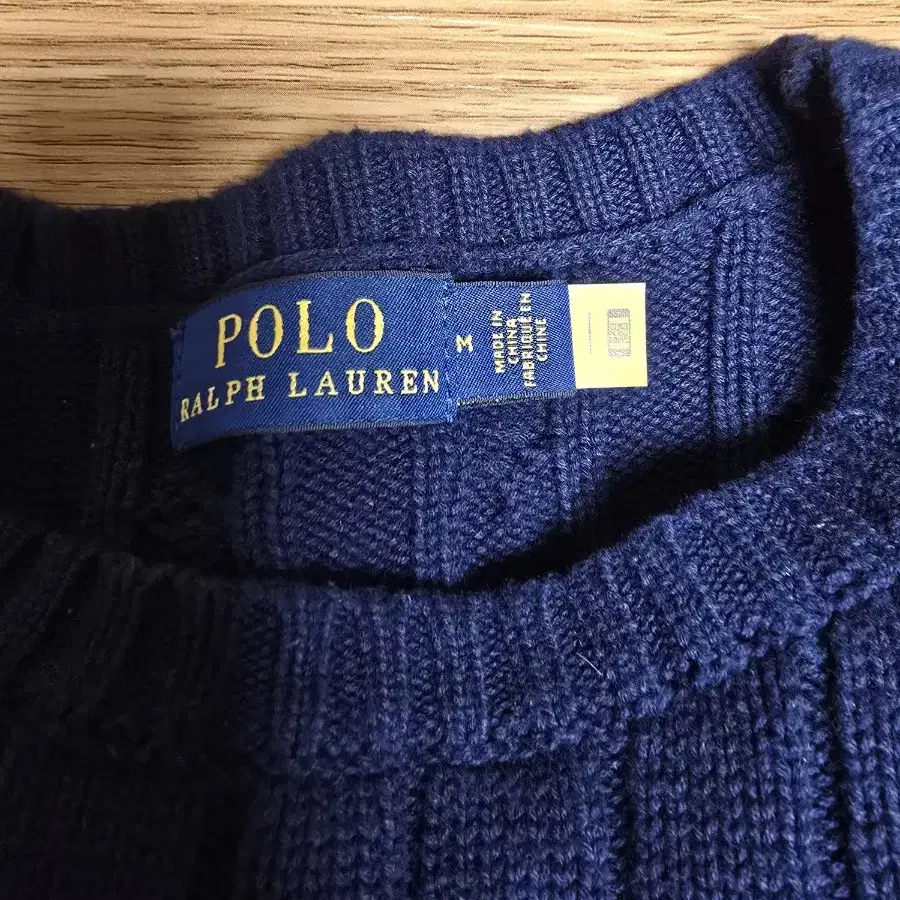 POLO
RALPH LAUREN
M
MADE IN
CHINA
FABRIQUÉ EN
CHINE